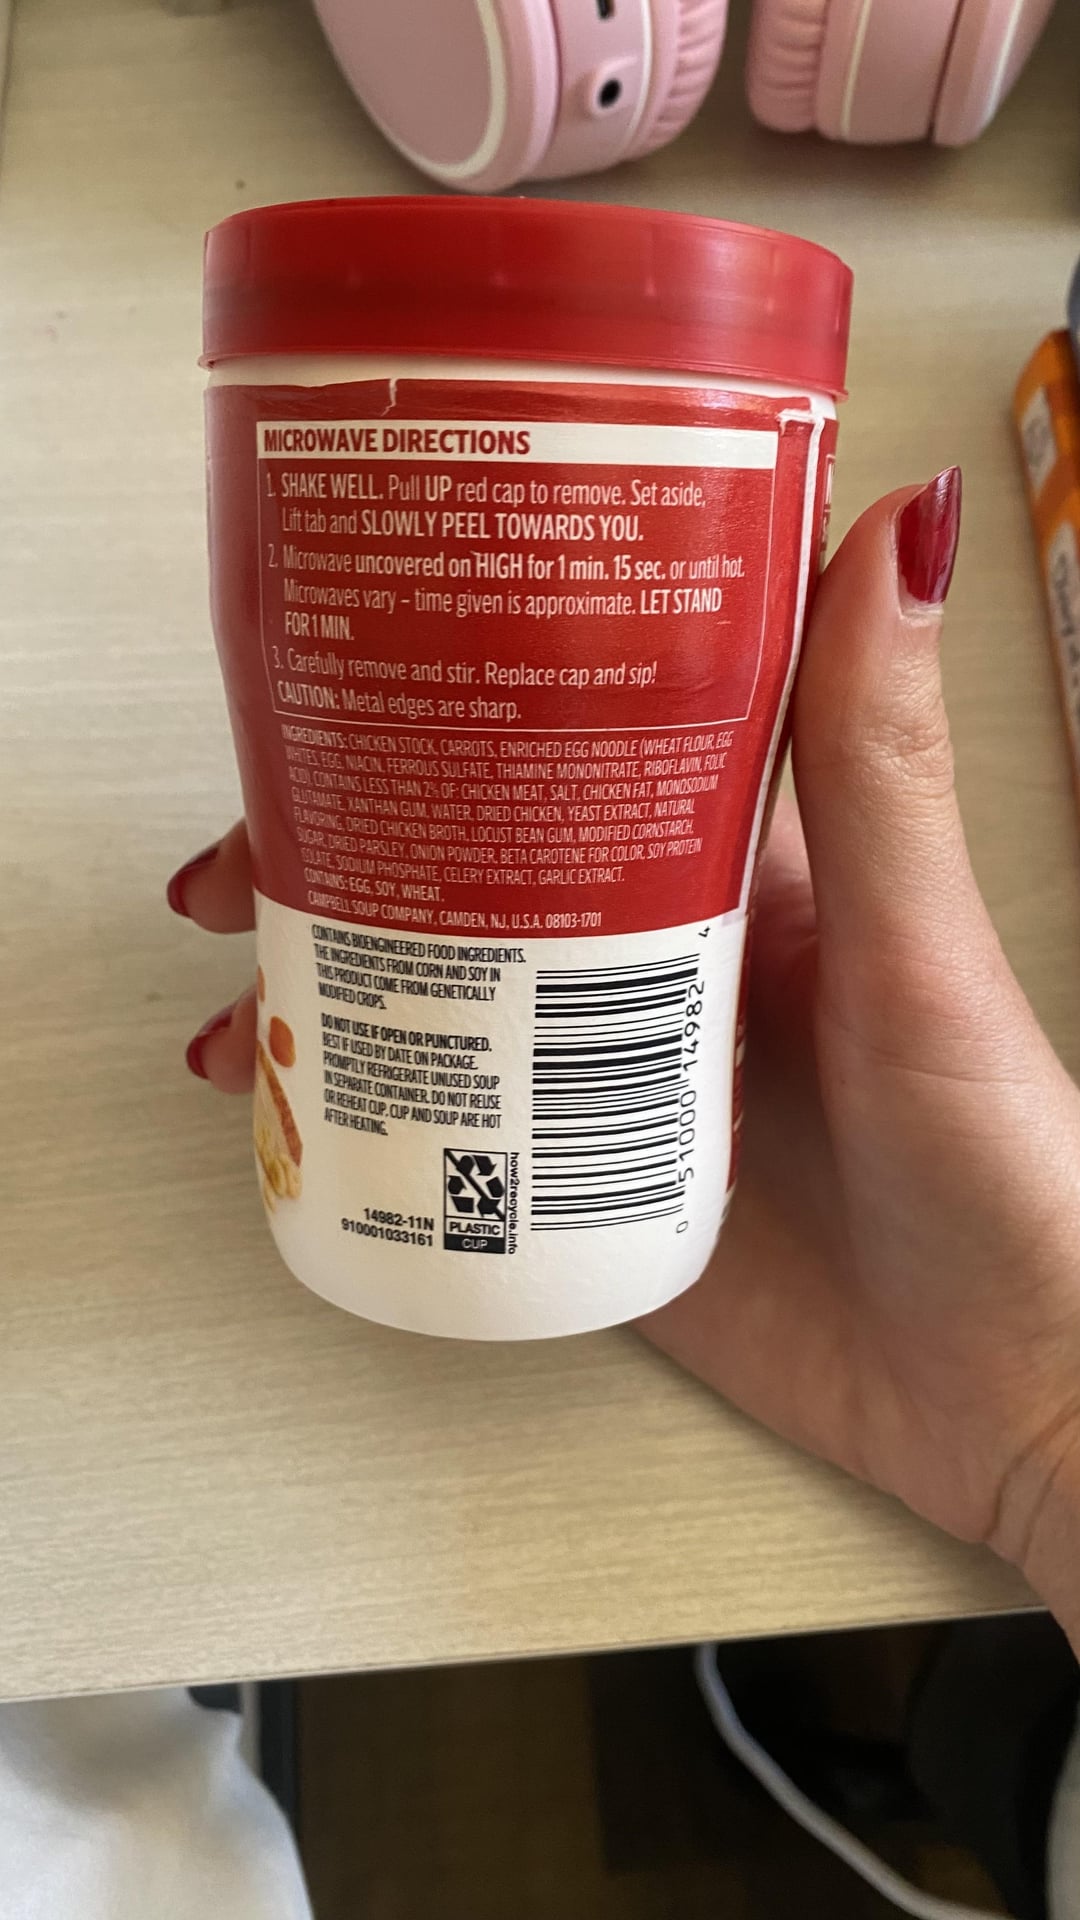 MICROWAVE DIRECTIONS
1. SHAKE WELL. Pull UP red cap to remove. Set aside,
Lift tab and SLOWLY PEEL TOWARDS YOU.
2. Microwave uncovered on HIGH for 1 min. 15 sec. or until hot.
Microwaves vary – time given is approximate. LET STAND
FOR 1 MIN.
3. Carefully remove and stir. Replace cap and sip!
CAUTION: Metal edges are sharp.
INGREDIENTS: CHICKEN STOCK, CARROTS, ENRICHED EGG NOODLE (WHEAT FLOUR, EGG
WHITES, EGG, NIACIN, FERROUS SULFATE, THIAMINE MONONITRATE, RIBOFLAVIN, FOLIC
ACID), CONTAINS LESS THAN 2% OF: CHICKEN MEAT, SALT, CHICKEN FAT, MONOSODIUM
GLUTAMATE, XANTHAN GUM, WATER, DRIED CHICKEN, YEAST EXTRACT, NATURAL
FLAVORING, DRIED CHICKEN BROTH, LOCUST BEAN GUM, MODIFIED CORNSTARCH,
SUGAR, DRIED PARSLEY, ONION POWDER, BETA CAROTENE FOR COLOR, SOY PROTEIN
ISOLATE, SODIUM PHOSPHATE, CELERY EXTRACT, GARLIC EXTRACT.
CONTAINS: EGG, SOY, WHEAT.
CAMPBELL SOUP COMPANY, CAMDEN, NJ, U.S.A. 08103-1701
CONTAINS BIOENGINEERED FOOD INGREDIENTS.
THE INGREDIENTS FROM CORN AND SOY IN
THIS PRODUCT COME FROM GENETICALLY
MODIFIED CROPS.
DO NOT USE IF OPEN OR PUNCTURED.
BEST IF USED BY DATE ON PACKAGE.
PROMPTLY REFRIGERATE UNUSED SOUP
IN SEPARATE CONTAINER. DO NOT REUSE
OR REHEAT CUP. CUP AND SOUP ARE HOT
AFTER HEATING.
14982-11N
910001033161
PLASTIC
CUP
how2recycle.info
0 51000 14982 4